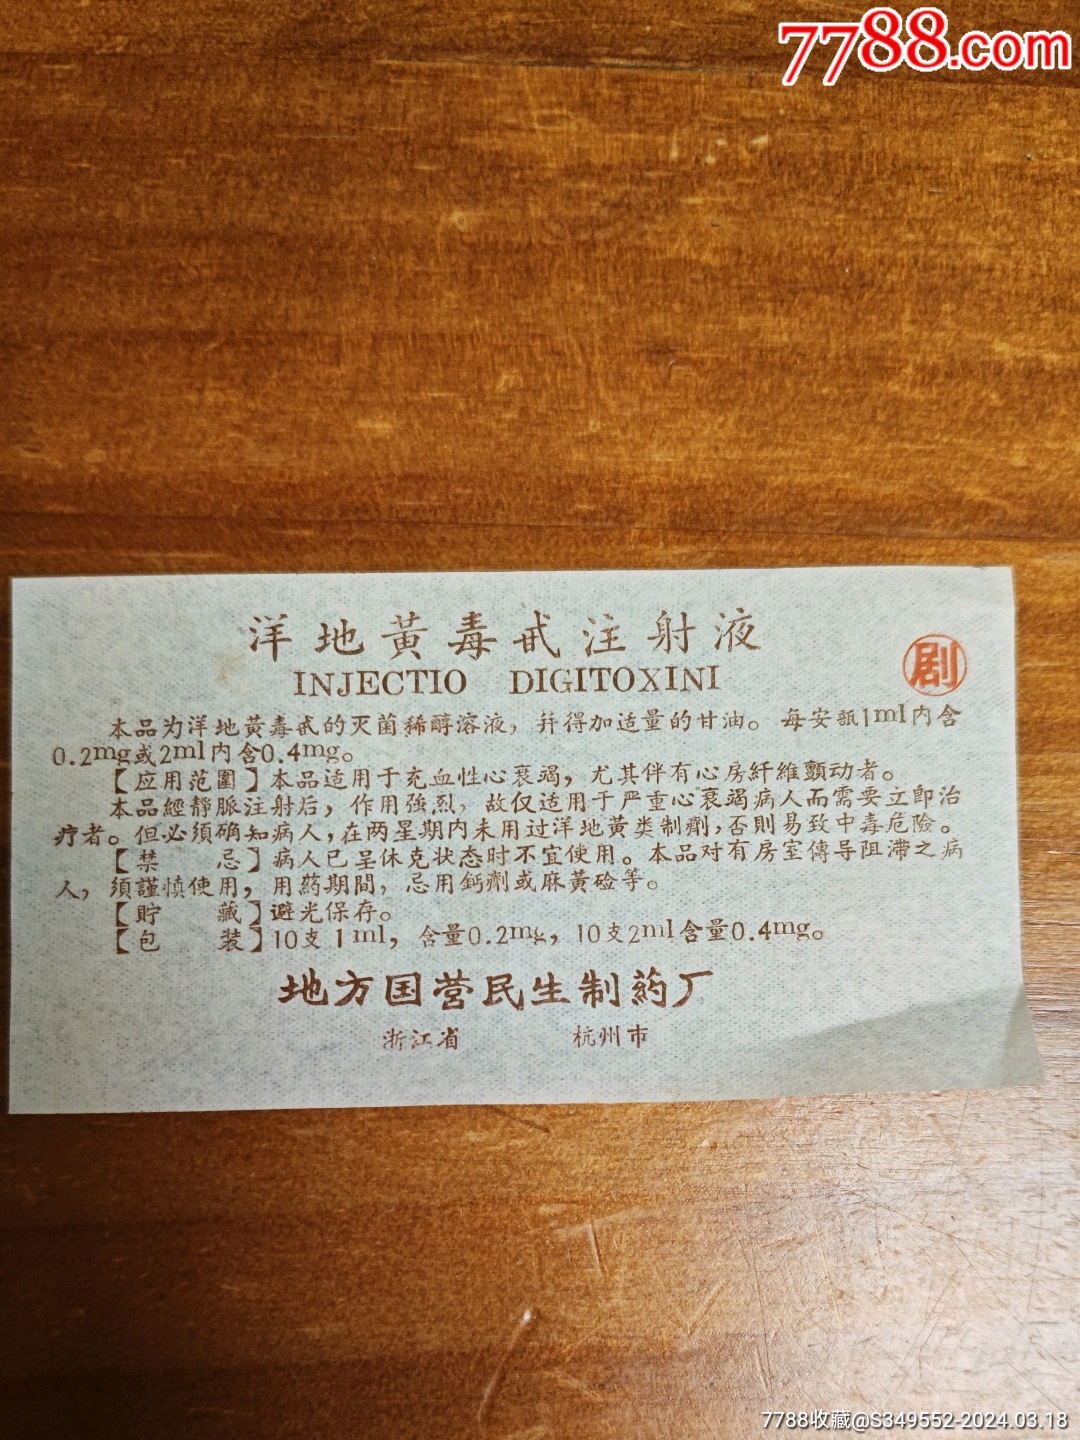 7788.com
洋地黃毒甙注射液
INJECTIO DIGITOXINI
剧
本品为洋地黃毒甙的灭菌稀醇溶液，幷得加适量的甘油。每安瓿1ml内含
0.2mg或2ml内含0.4mg。
【应用范圍】本品适用于充血性心衰竭，尤其伴有心房纤維顫动者。
本品經靜脈注射后，作用強烈，故仅适用于严重心衰竭病人而需要立即治
疗者。但必须确知病人，在两星期内未用过洋地黃类制劑，否則易致中毒危險。
【禁忌】病人已呈休克状态时不宜使用。本品对有房室傳导阻滞之病
人，須謹慎使用，用葯期間，忌用鈣劑或麻黃硷等。
【貯藏】避光保存。
【包装】10支1ml，含量0.2mg，10支2ml含量0.4mg。
地方国营民生制葯厂
浙江省 杭州市
7788收藏@S349552-2024.03.18